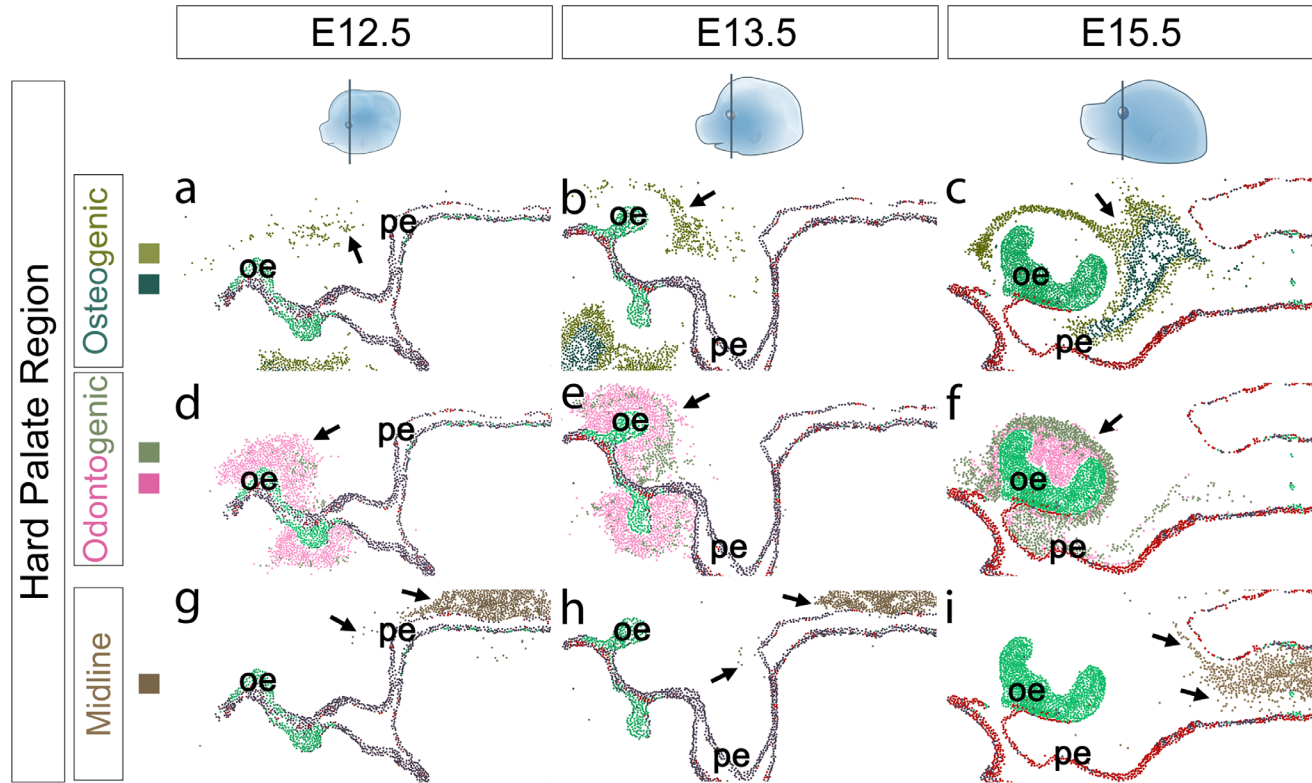 E12.5
E13.5
E15.5
Hard Palate Region
Osteogenic
a
oe
pe
b
oe
pe
c
oe
pe
Odontogenic
d
oe
pe
e
oe
pe
f
oe
pe
Midline
g
oe
pe
h
oe
pe
i
oe
pe